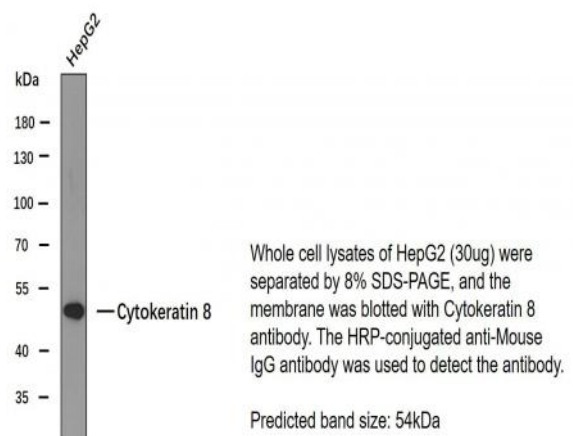 HepG2
kDa
180
130
100
70
55
Cytokeratin 8
40
35
Whole cell lysates of HepG2 (30ug) were
separated by 8% SDS-PAGE, and the
membrane was blotted with Cytokeratin 8
antibody. The HRP-conjugated anti-Mouse
IgG antibody was used to detect the antibody.
Predicted band size: 54kDa